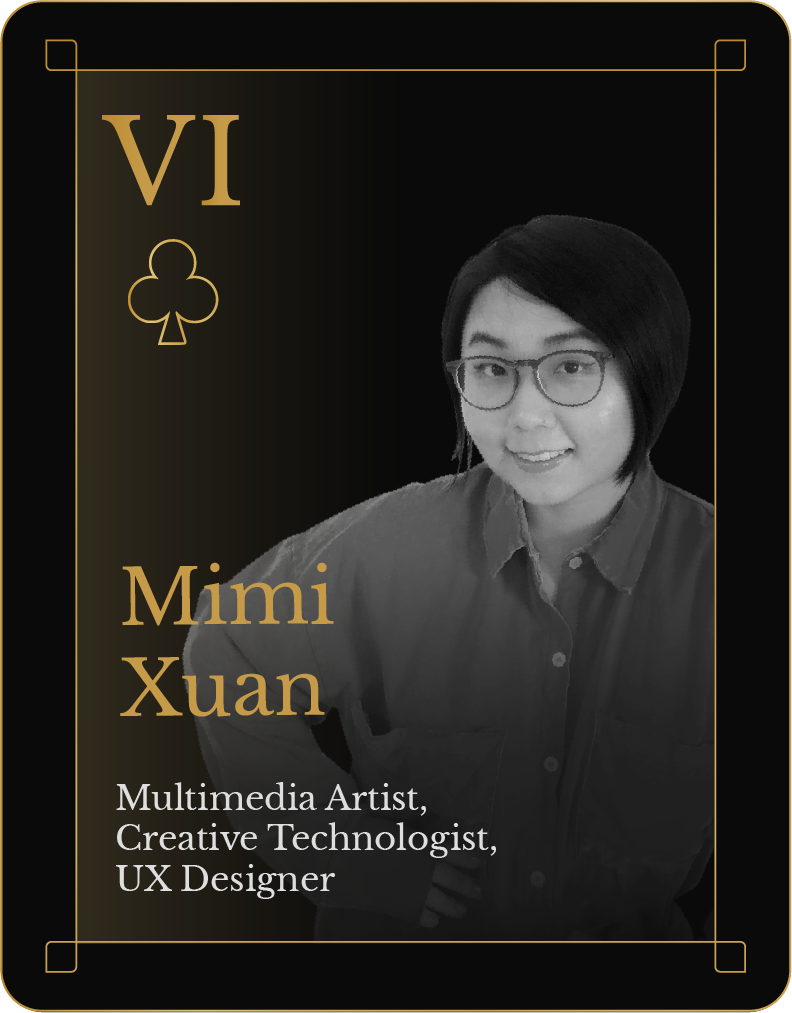 VI
Mimi
Xuan
Multimedia Artist,
Creative Technologist,
UX Designer